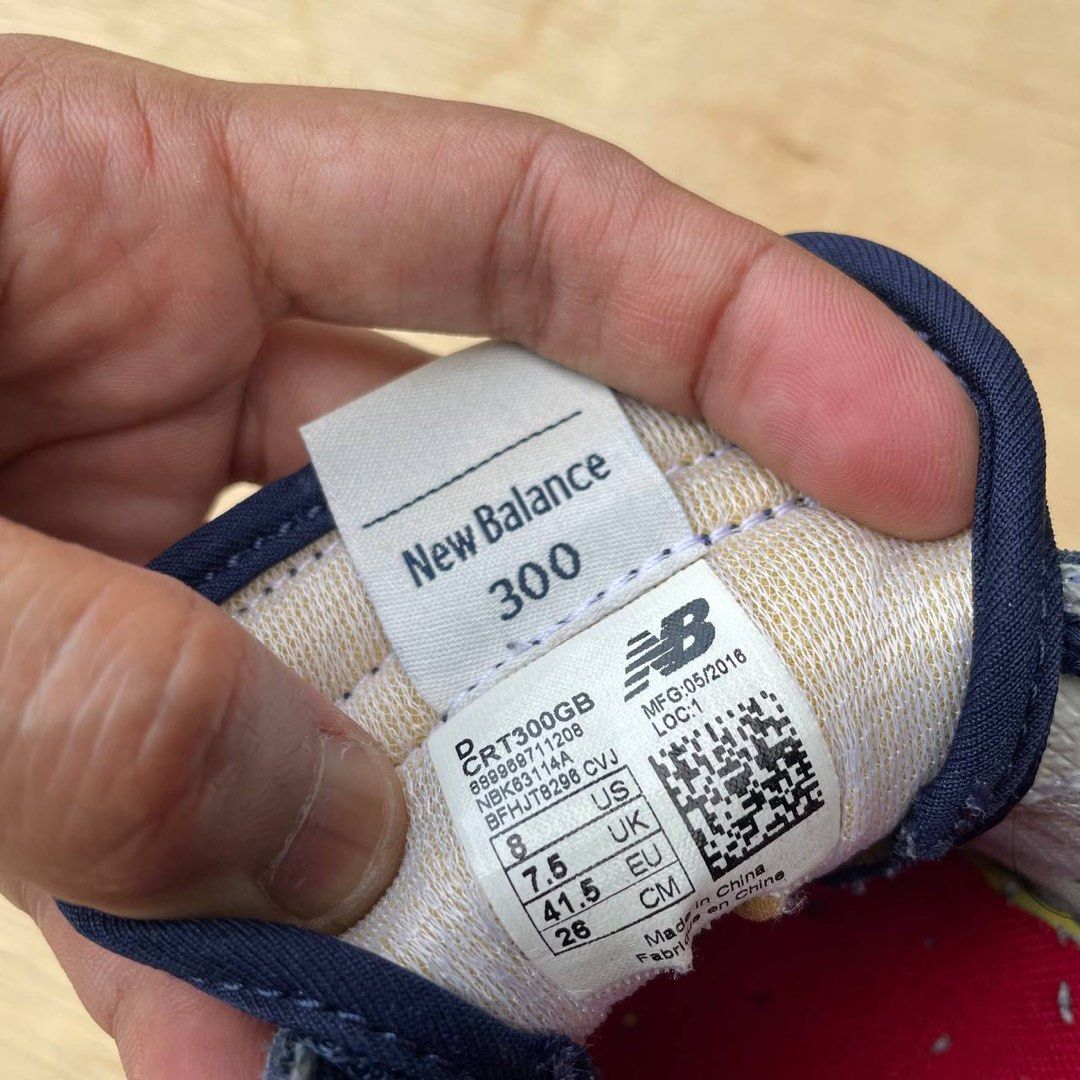 New Balance
300
NB
MFG:05/2016
LOC:1
D
CRT300GB
889969711208
NBK63114A
BFHJT8296 CVJ
8 US
7.5 UK
41.5 EU
26 CM
Made in China
en Chine